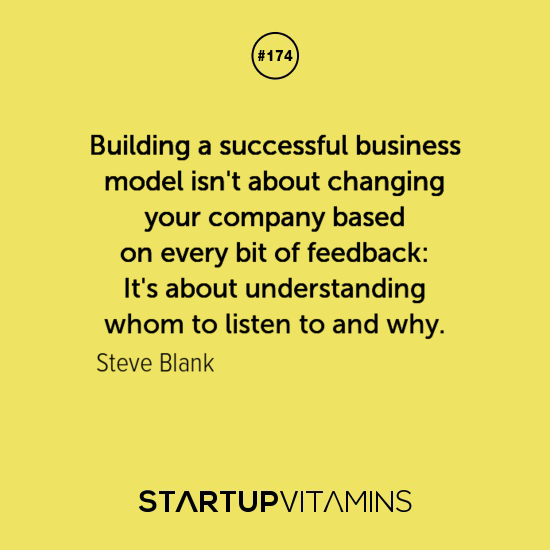 #174
Building a successful business
model isn't about changing
your company based
on every bit of feedback:
It's about understanding
whom to listen to and why.
Steve Blank
STARTUPVITAMINS